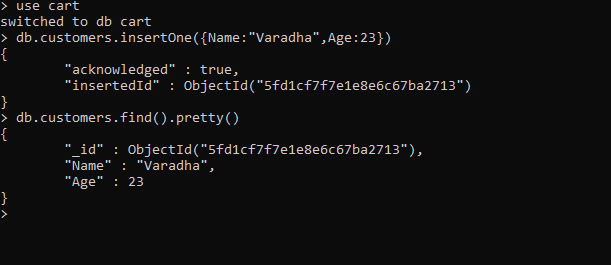 > use cart
switched to db cart
> db.customers.insertOne({Name:"Varadha",Age:23})
{
        "acknowledged" : true,
        "insertedId" : ObjectId("5fd1cf7f7e1e8e6c67ba2713")
}
> db.customers.find().pretty()
{
        "_id" : ObjectId("5fd1cf7f7e1e8e6c67ba2713"),
        "Name" : "Varadha",
        "Age" : 23
}
>